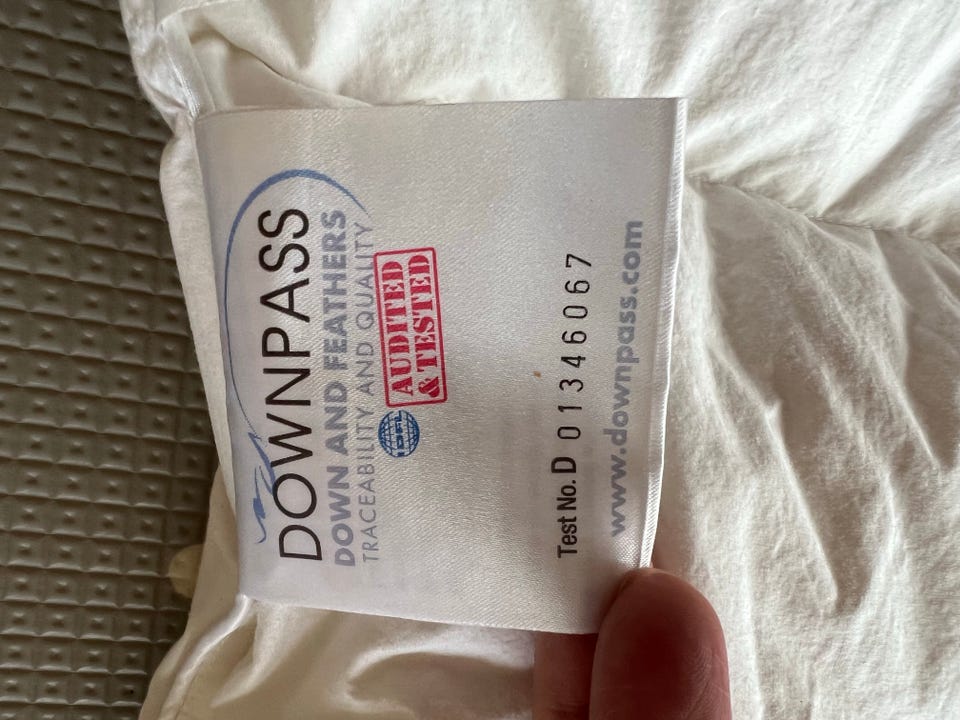 DOWNPASS
DOWN AND FEATHERS
TRACEABILITY AND QUALITY
AUDITED
& TESTED
Test No. D 01346067
www.downpass.com